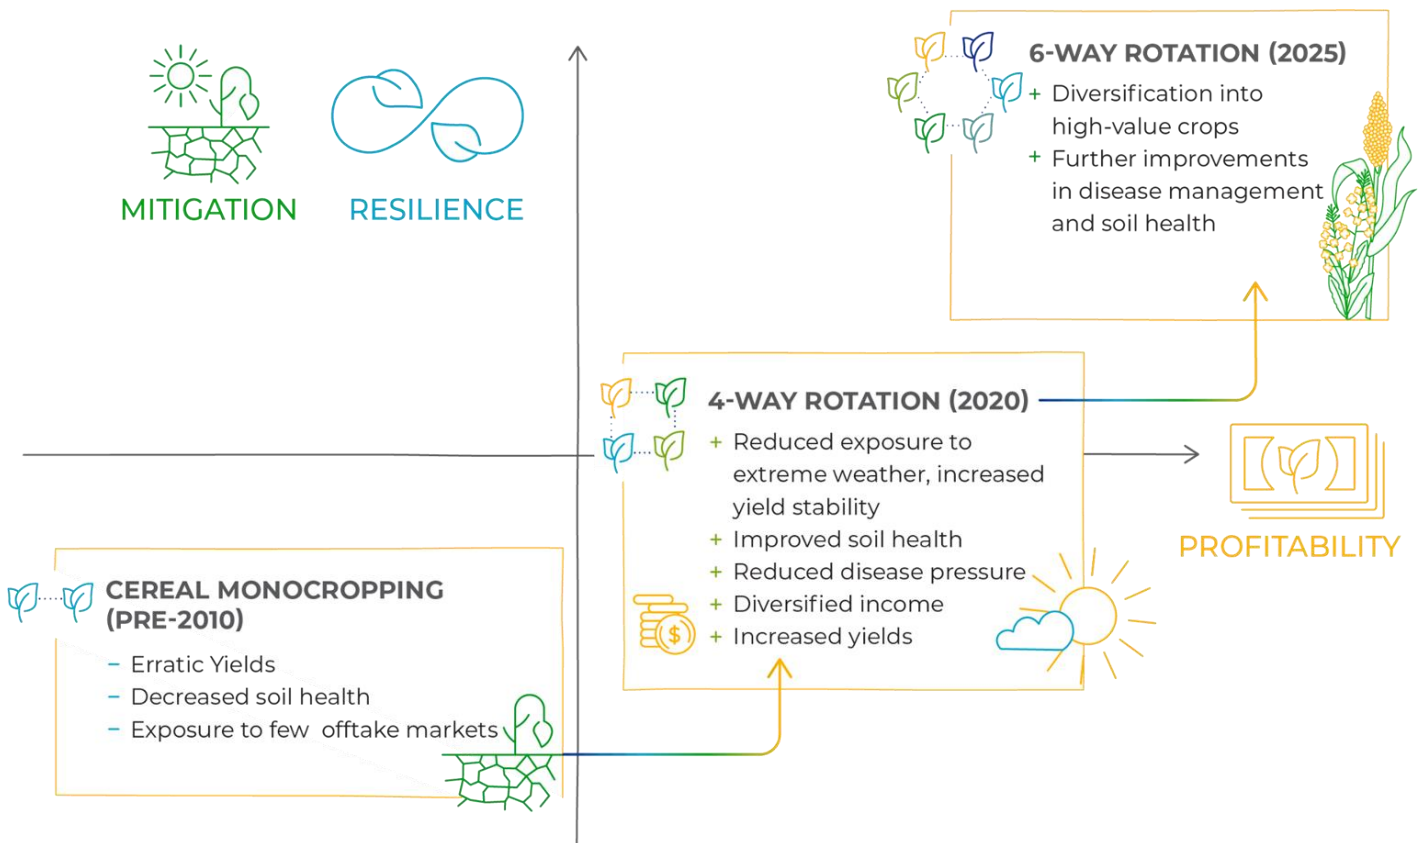 MITIGATION
RESILIENCE
6-WAY ROTATION (2025)
+ Diversification into
high-value crops
+ Further improvements
in disease management
and soil health
4-WAY ROTATION (2020)
+ Reduced exposure to
extreme weather, increased
yield stability
+ Improved soil health
+ Reduced disease pressure
+ Diversified income
+ Increased yields
$
PROFITABILITY
CEREAL MONOCROPPING
(PRE-2010)
– Erratic Yields
– Decreased soil health
– Exposure to few offtake markets